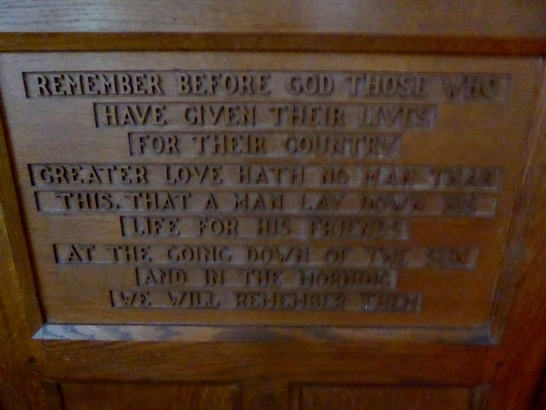 REMEMBER BEFORE GOD THOSE WHO
HAVE GIVEN THEIR LIVES
FOR THEIR COUNTRY
GREATER LOVE HATH NO MAN THAN
THIS, THAT A MAN LAY DOWN HIS
LIFE FOR HIS FRIENDS
AT THE GOING DOWN OF THE SUN
AND IN THE MORNING
WE WILL REMEMBER THEM